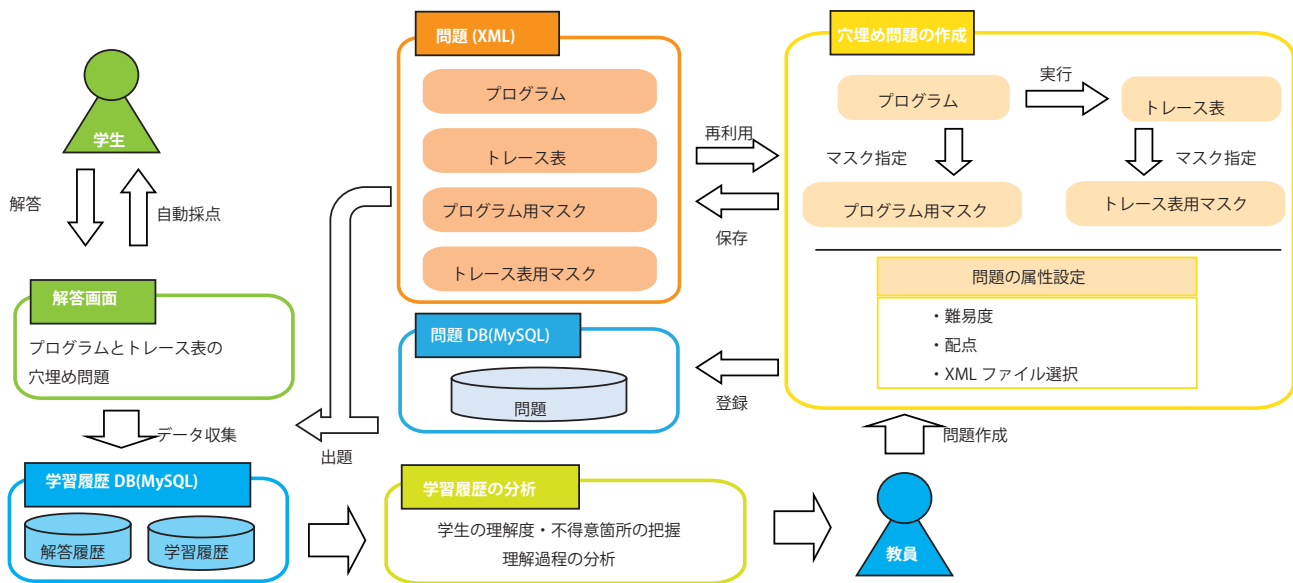 学生
解答
自動採点
解答画面
プログラムとトレース表の
穴埋め問題
データ収集
学習履歴 DB(MySQL)
解答履歴
学習履歴
問題 (XML)
プログラム
トレース表
プログラム用マスク
トレース表用マスク
問題 DB(MySQL)
問題
出題
再利用
保存
登録
穴埋め問題の作成
プログラム
実行
トレース表
マスク指定
マスク指定
プログラム用マスク
トレース表用マスク
問題の属性設定
・難易度
・配点
・XML ファイル選択
問題作成
学習履歴の分析
学生の理解度・不得意箇所の把握
理解過程の分析
教員